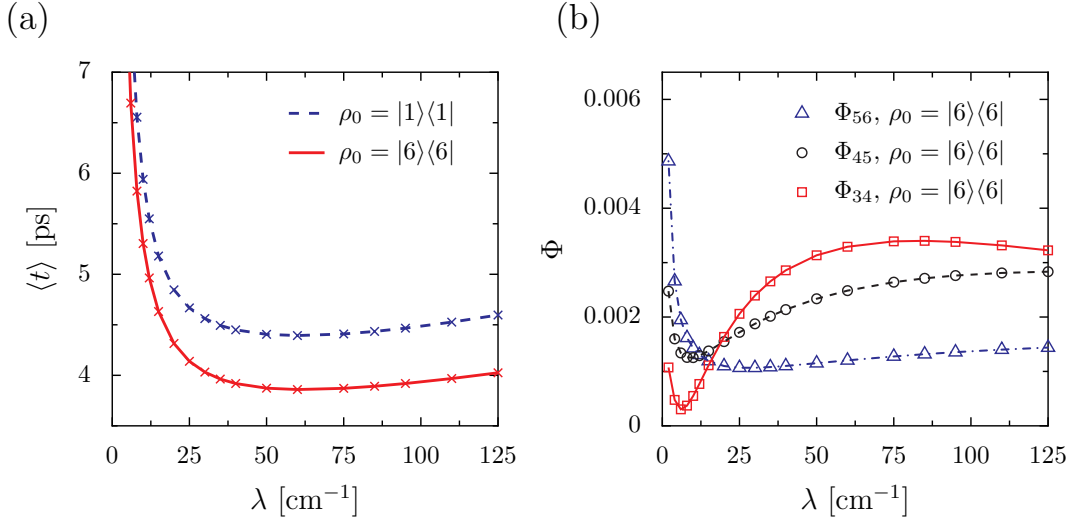 (a)
7
6
5
4
0
25
50
75
100
125
⟨t⟩ [ps]
λ [cm⁻¹]
ρ₀ = |1⟩⟨1|
ρ₀ = |6⟩⟨6|
(b)
0.006
0.004
0.002
0
0
25
50
75
100
125
Φ
λ [cm⁻¹]
Φ₅₆, ρ₀ = |6⟩⟨6|
Φ₄₅, ρ₀ = |6⟩⟨6|
Φ₃₄, ρ₀ = |6⟩⟨6|